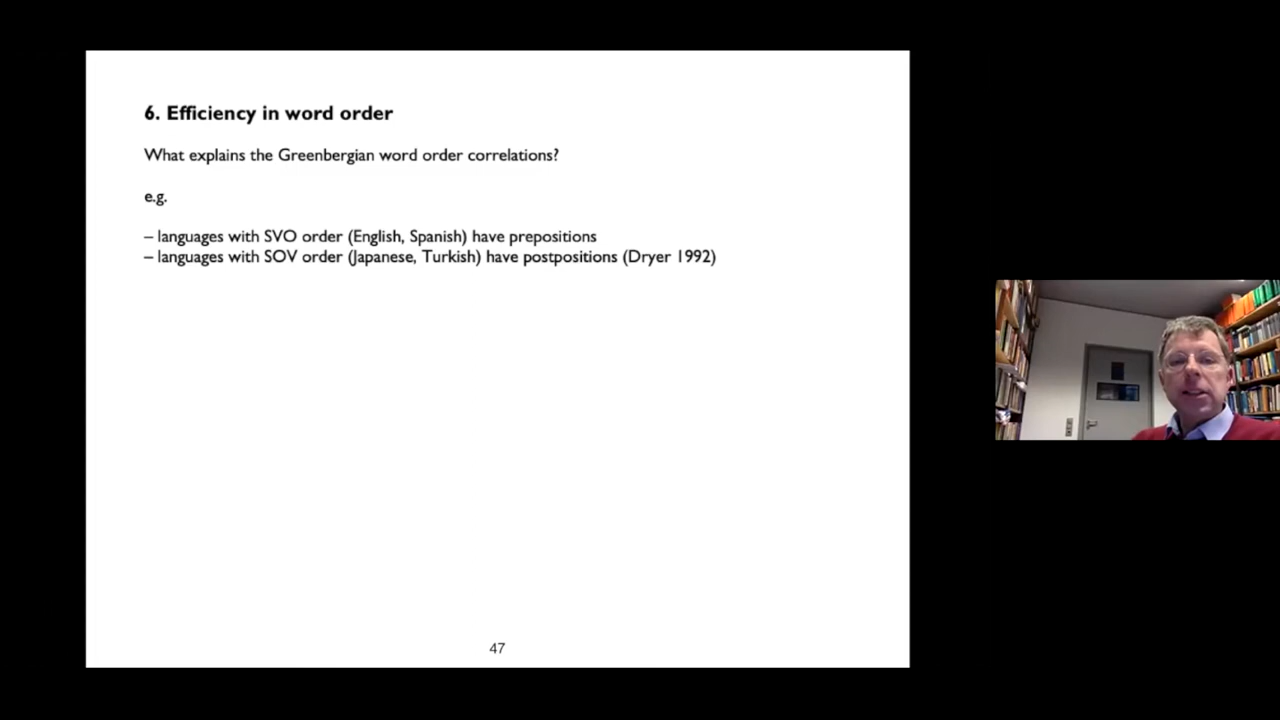 6. Efficiency in word order
What explains the Greenbergian word order correlations?
e.g.
– languages with SVO order (English, Spanish) have prepositions
– languages with SOV order (Japanese, Turkish) have postpositions (Dryer 1992)
47